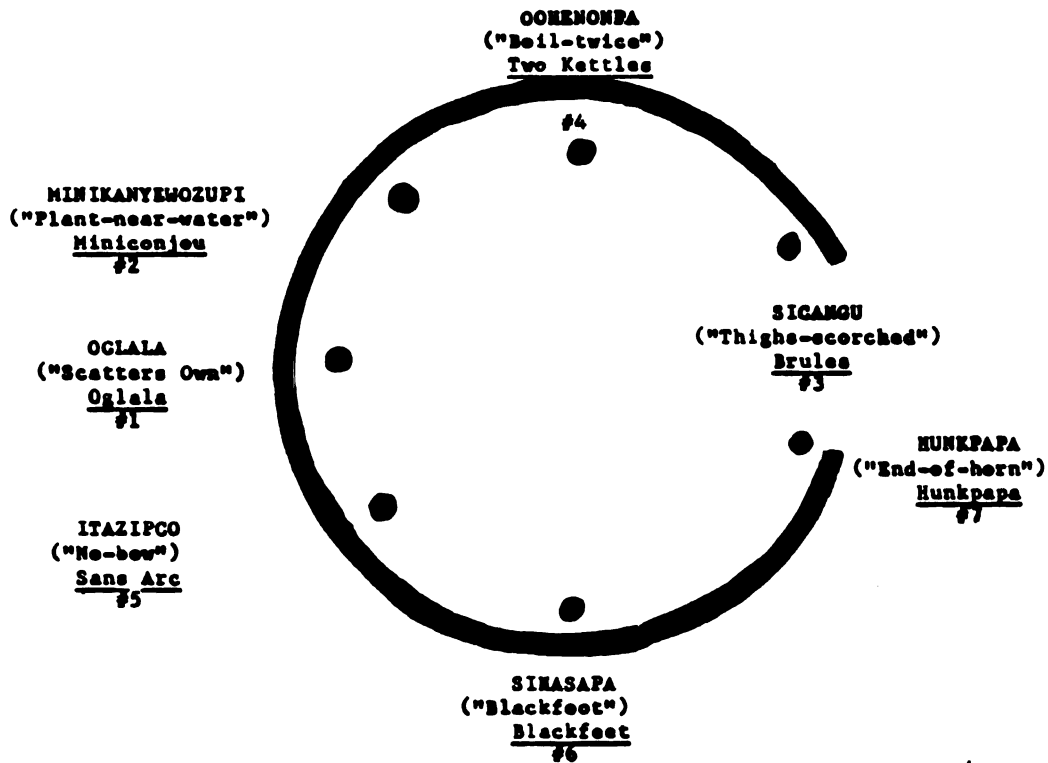 OOHENONPA
("Boil-twice")
Two Kettles
#4
MINIKANYEWOZUPI
("Plant-near-water")
Miniconjou
#2
SICANGU
("Thighs-scorched")
Brules
#3
OGLALA
("Scatters Own")
Oglala
#1
HUNKPAPA
("End-of-horn")
Hunkpapa
#7
ITAZIPCO
("No-bow")
Sans Arc
#5
SIHASAPA
("Blackfoot")
Blackfeet
#6